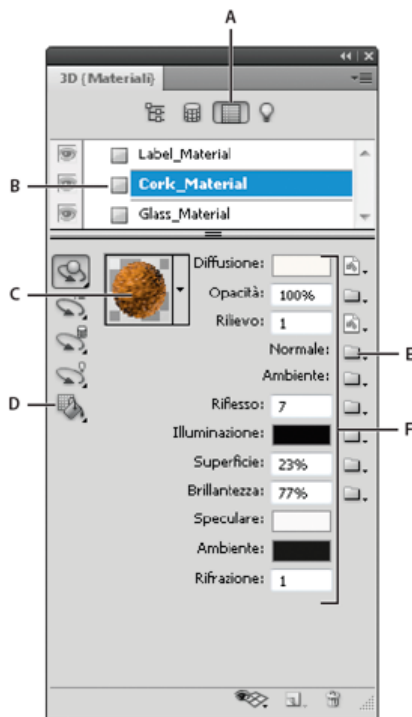 A
3D {Materiali}
Label_Material
B
Cork_Material
Glass_Material
C
Diffusione:
Opacità: 100%
Rilievo: 1
Normale:
E
Ambiente:
D
Riflesso: 7
F
Illuminazione:
Superficie: 23%
Brillantezza: 77%
Speculare:
Ambiente:
Rifrazione: 1